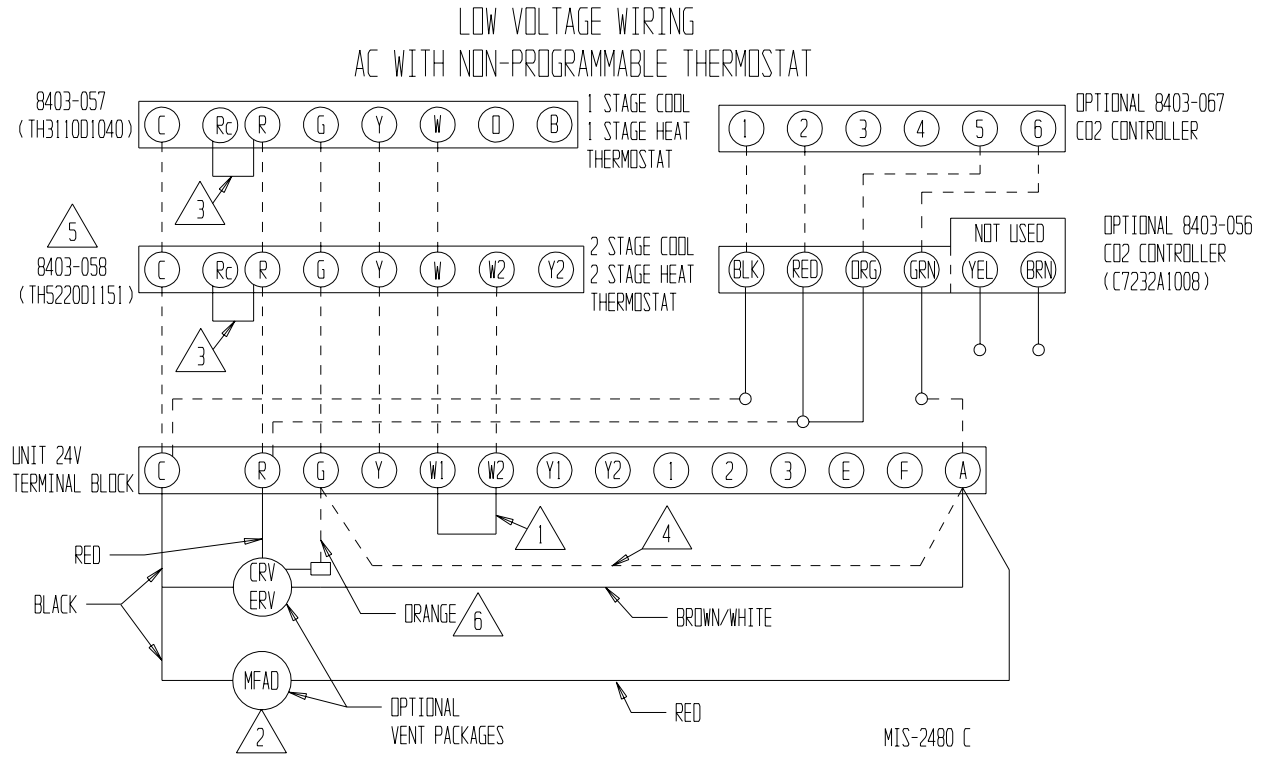 LOW VOLTAGE WIRING
AC WITH NON-PROGRAMMABLE THERMOSTAT
8403-057
(TH3110D1040)
C Rc R G Y W O B
1 STAGE COOL
1 STAGE HEAT
THERMOSTAT
1 2 3 4 5 6
OPTIONAL 8403-067
CO2 CONTROLLER
3
5
8403-058
(TH5220D1151)
C Rc R G Y W W2 Y2
2 STAGE COOL
2 STAGE HEAT
THERMOSTAT
NOT USED
BLK RED ORG GRN YEL BRN
OPTIONAL 8403-056
CO2 CONTROLLER
(C7232A1008)
3
UNIT 24V
TERMINAL BLOCK
C R G Y W1 W2 Y1 Y2 1 2 3 E F A
1
4
RED
CRV
ERV
BLACK
ORANGE
6
BROWN/WHITE
MFAD
2
OPTIONAL
VENT PACKAGES
RED
MIS-2480 C